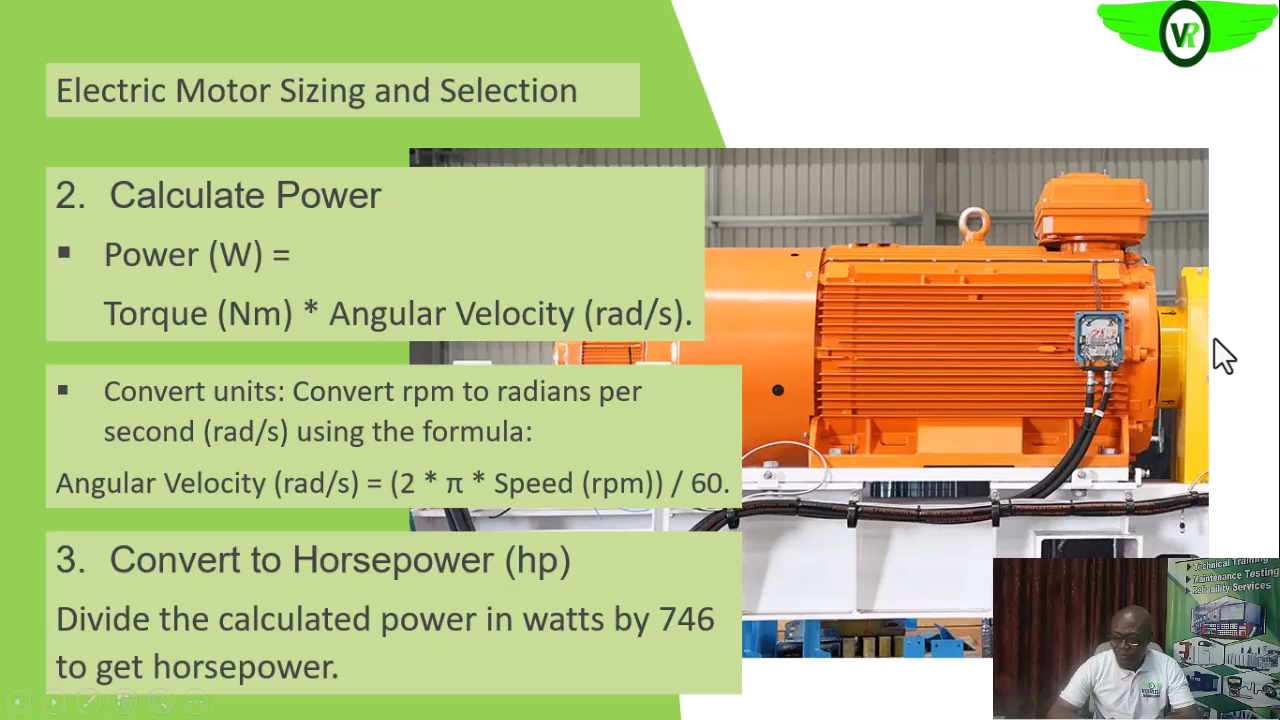 VR
Electric Motor Sizing and Selection
2. Calculate Power
▪ Power (W) =
Torque (Nm) * Angular Velocity (rad/s).
▪ Convert units: Convert rpm to radians per
second (rad/s) using the formula:
Angular Velocity (rad/s) = (2 * π * Speed (rpm)) / 60.
3. Convert to Horsepower (hp)
Divide the calculated power in watts by 746
to get horsepower.
Technical Training
Maintenance Testing
Reliability Services